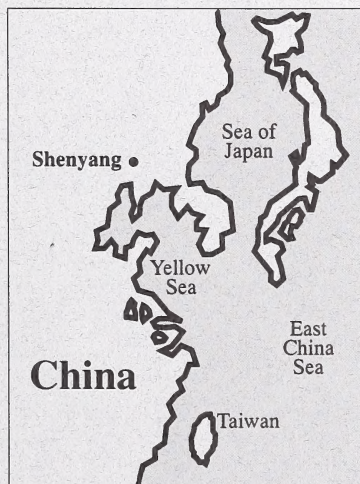 Sea of
Japan
Shenyang
Yellow
Sea
East
China
Sea
China
Taiwan